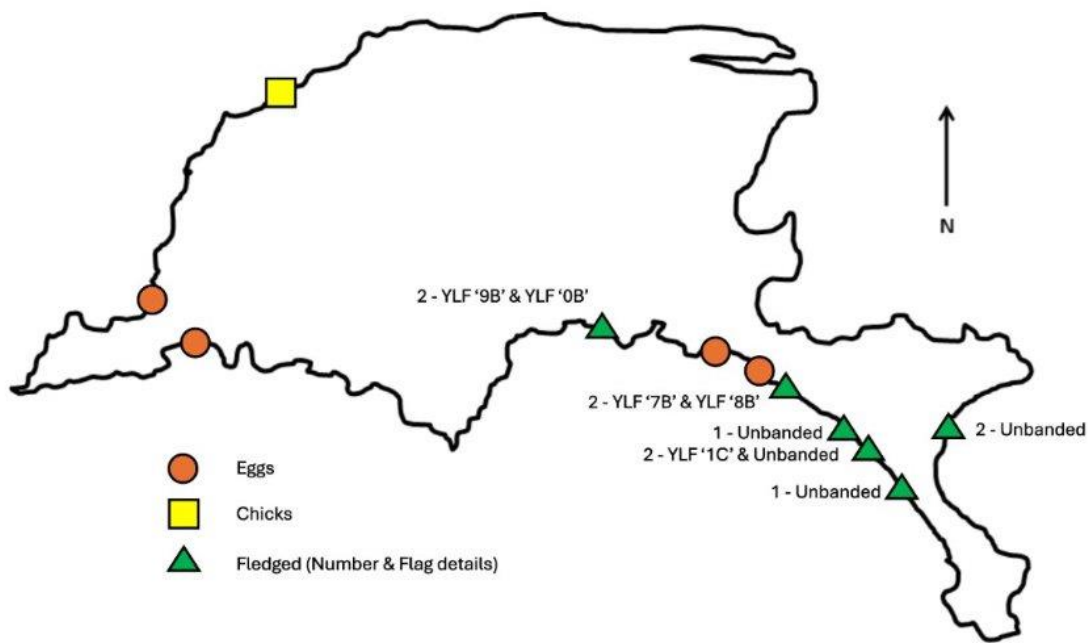 N
2 - YLF ‘9B’ & YLF ‘0B’
2 - YLF ‘7B’ & YLF ‘8B’
1 - Unbanded
2 - Unbanded
2 - YLF ‘1C’ & Unbanded
1 - Unbanded
Eggs
Chicks
Fledged (Number & Flag details)